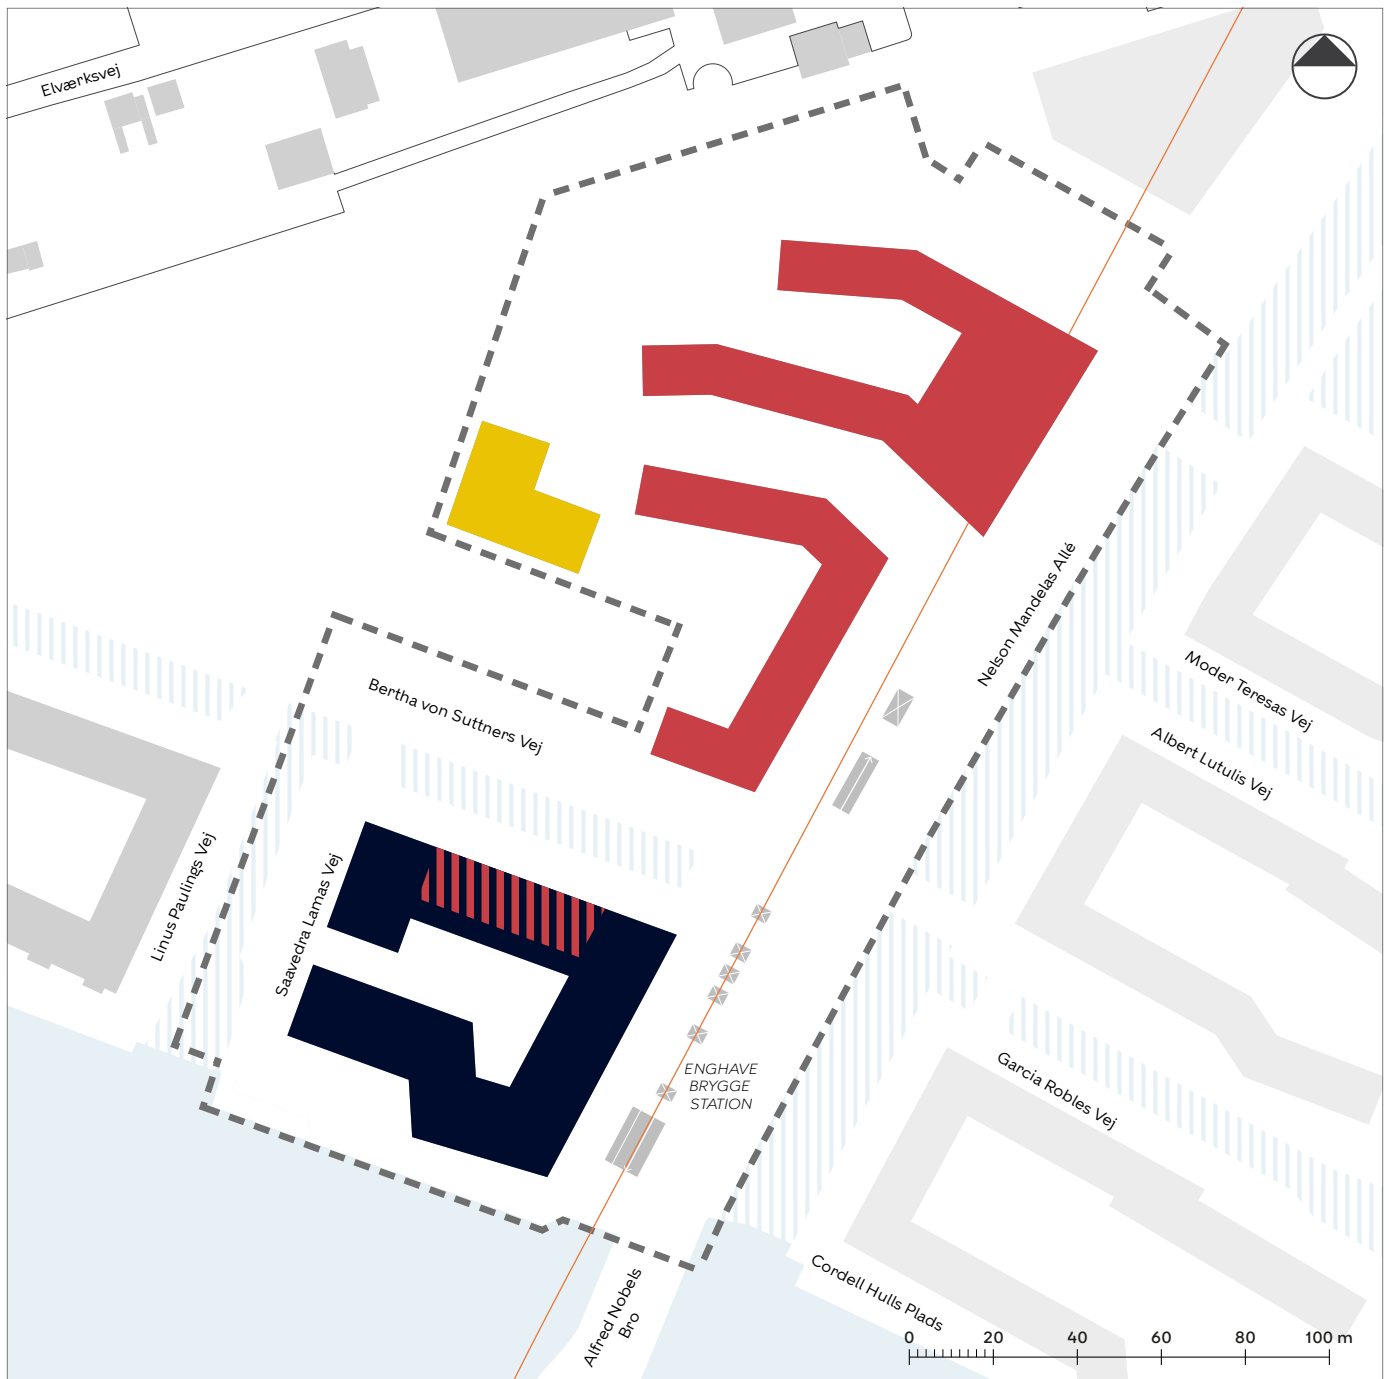 Elværksvej
Nelson Mandelas Allé
Moder Teresas Vej
Bertha von Suttners Vej
Albert Lutulis Vej
Linus Paulings Vej
Saavedra Lamas Vej
ENGHAVE
BRYGGE
STATION
Garcia Robles Vej
Cordell Hulls Plads
Alfred Nobels
Bro
0 20 40 60 80 100 m